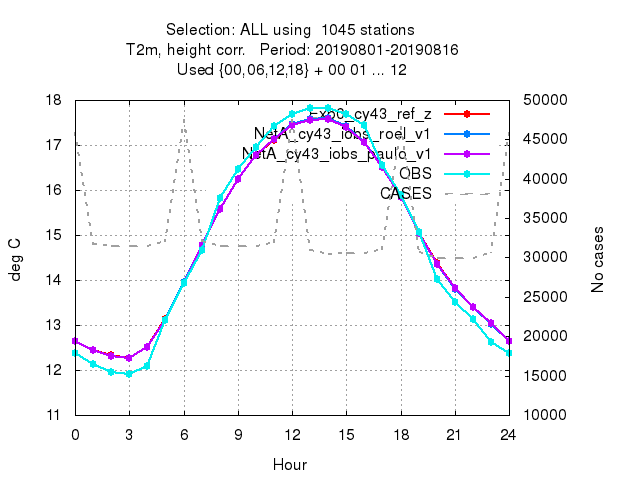 Selection: ALL using 1045 stations
T2m, height corr. Period: 20190801-20190816
Used {00,06,12,18} + 00 01 ... 12
18 50000
Exp0_cy43_ref_z
NetA_cy43_iobs_roel_v1
17 45000
NetA_cy43_iobs_paulo_v1
OBS
16 40000
CASES
15 35000
deg C
No cases
14 30000
25000
13 20000
12 15000
11 10000
0 3 6 9 12 15 18 21 24
Hour